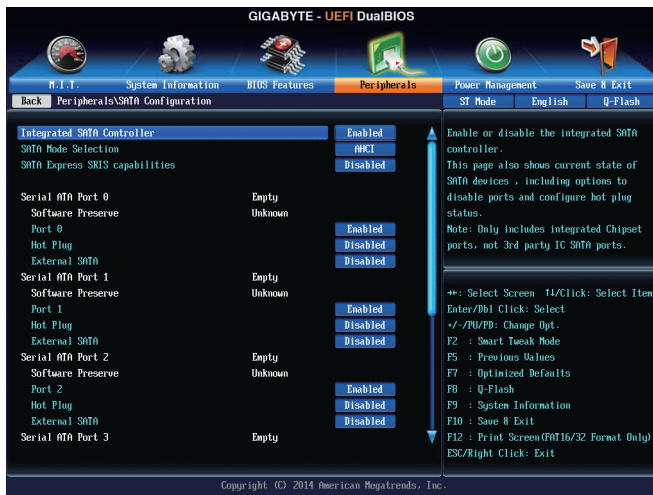 GIGABYTE - UEFI DualBIOS
M.I.T. System Information BIOS Features Peripherals Power Management Save & Exit
Back Peripherals\SATA Configuration ST Mode English Q-Flash
Integrated SATA Controller Enabled
SATA Mode Selection AHCI
SATA Express SRIS capabilities Disabled
Serial ATA Port 0 Empty
Software Preserve Unknown
Port 0 Enabled
Hot Plug Disabled
External SATA Disabled
Serial ATA Port 1 Empty
Software Preserve Unknown
Port 1 Enabled
Hot Plug Disabled
External SATA Disabled
Serial ATA Port 2 Empty
Software Preserve Unknown
Port 2 Enabled
Hot Plug Disabled
External SATA Disabled
Serial ATA Port 3 Empty
Enable or disable the integrated SATA
controller.
This page also shows current state of
SATA devices , including options to
disable ports and configure hot plug
status.
Note: Only includes integrated Chipset
ports, not 3rd party IC SATA ports.
→←: Select Screen ↑↓/Click: Select Item
Enter/Dbl Click: Select
+/-/PU/PD: Change Opt.
F2 : Smart Tweak Mode
F5 : Previous Values
F7 : Optimized Defaults
F8 : Q-Flash
F9 : System Information
F10 : Save & Exit
F12 : Print Screen(FAT16/32 Format Only)
ESC/Right Click: Exit
Copyright (C) 2014 American Megatrends, Inc.